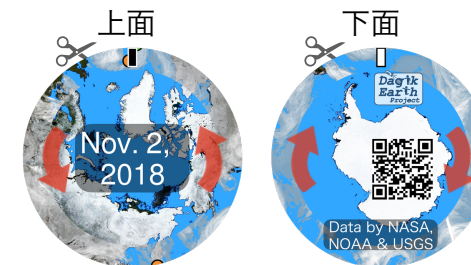 上面
下面
Nov. 2,
2018
Dagik
Earth
Project
Data by NASA,
NOAA & USGS